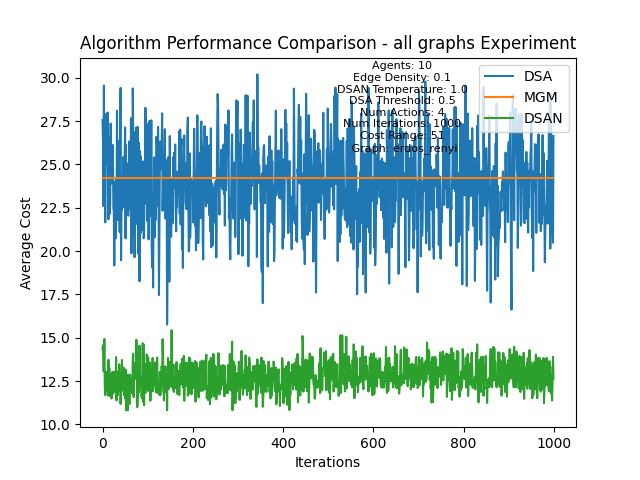 Algorithm Performance Comparison - all graphs Experiment
Agents: 10
Edge Density: 0.1
DSAN Temperature: 1.0
DSA Threshold: 0.5
Num Actions: 4
Num Iterations: 1000
Cost Range: 51
Graph: erdos_renyi
DSA
MGM
DSAN
Average Cost
30.0
27.5
25.0
22.5
20.0
17.5
15.0
12.5
10.0
0 200 400 600 800 1000
Iterations